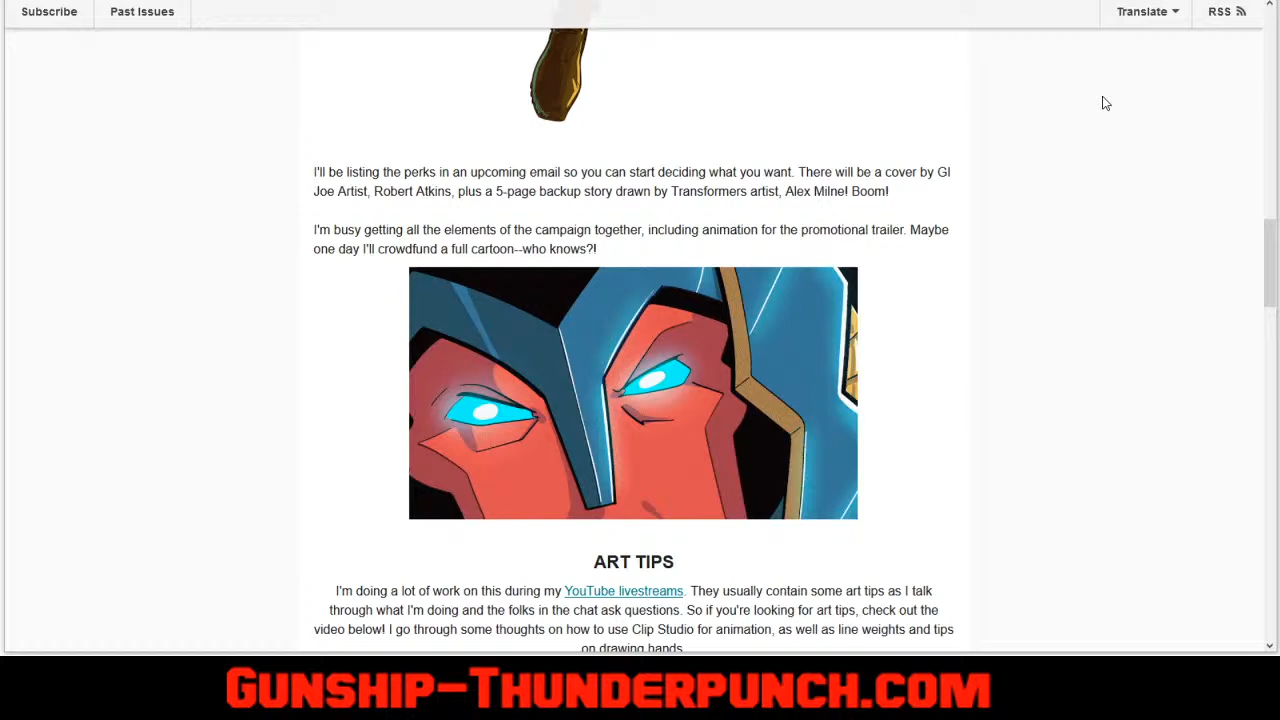 Subscribe
Past Issues
Translate
RSS
I'll be listing the perks in an upcoming email so you can start deciding what you want. There will be a cover by GI
Joe Artist, Robert Atkins, plus a 5-page backup story drawn by Transformers artist, Alex Milne! Boom!
I'm busy getting all the elements of the campaign together, including animation for the promotional trailer. Maybe
one day I'll crowdfund a full cartoon--who knows?!
ART TIPS
I'm doing a lot of work on this during my YouTube livestreams. They usually contain some art tips as I talk
through what I'm doing and the folks in the chat ask questions. So if you're looking for art tips, check out the
video below! I go through some thoughts on how to use Clip Studio for animation, as well as line weights and tips
on drawing hands.
GUNSHIP-THUNDERPUNCH.COM